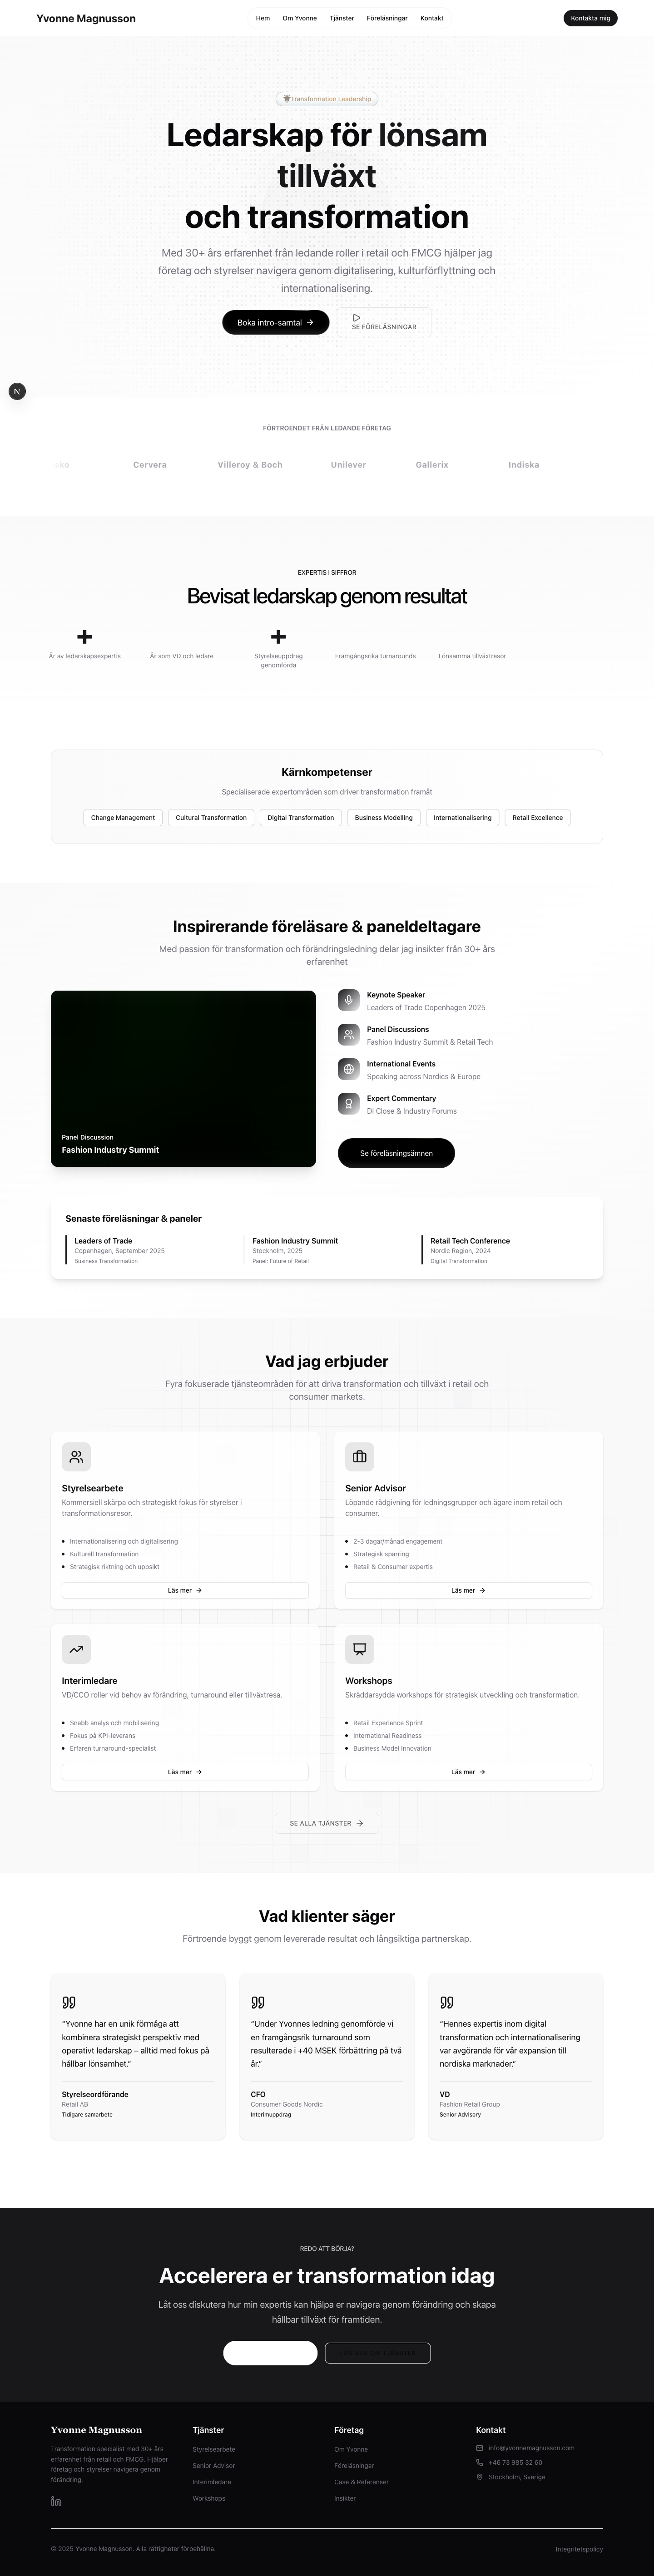 Yvonne Magnusson
Hem Om Yvonne Tjänster Föreläsningar Kontakt
Kontakta mig
Transformation Leadership
Ledarskap för lönsam
tillväxt
och transformation
Med 30+ års erfarenhet från ledande roller i retail och FMCG hjälper jag
företag och styrelser navigera genom digitalisering, kulturförflyttning och
internationalisering.
Boka intro-samtal
SE FÖRELÄSNINGAR
N
FÖRTROENDET FRÅN LEDANDE FÖRETAG
Cervera Villeroy & Boch Unilever Gallerix Indiska
EXPERTIS I SIFFROR
Bevisat ledarskap genom resultat
+ +
År av ledarskapsexpertis
År som VD och ledare
Styrelseuppdrag
genomförda
Framgångsrika turnarounds
Lönsamma tillväxtresor
Kärnkompetenser
Specialiserade expertområden som driver transformation framåt
Change Management Cultural Transformation Digital Transformation Business Modelling Internationalisering Retail Excellence
Inspirerande föreläsare & paneldeltagare
Med passion för transformation och förändringsledning delar jag insikter från 30+ års
erfarenhet
Panel Discussion
Fashion Industry Summit
Keynote Speaker
Leaders of Trade Copenhagen 2025
Panel Discussions
Fashion Industry Summit & Retail Tech
International Events
Speaking across Nordics & Europe
Expert Commentary
DI Close & Industry Forums
Se föreläsningsämnen
Senaste föreläsningar & paneler
Leaders of Trade
Copenhagen, September 2025
Business Transformation
Fashion Industry Summit
Stockholm, 2025
Panel: Future of Retail
Retail Tech Conference
Nordic Region, 2024
Digital Transformation
Vad jag erbjuder
Fyra fokuserade tjänsteområden för att driva transformation och tillväxt i retail och
consumer markets.
Styrelsearbete
Kommersiell skärpa och strategiskt fokus för styrelser i
transformationsresor.
Internationalisering och digitalisering
Kulturell transformation
Strategisk riktning och uppsikt
Läs mer
Senior Advisor
Löpande rådgivning för ledningsgrupper och ägare inom retail och
consumer.
2–3 dagar/månad engagement
Strategisk sparring
Retail & Consumer expertis
Läs mer
Interimledare
VD/CCO roller vid behov av förändring, turnaround eller tillväxtresa.
Snabb analys och mobilisering
Fokus på KPI-leverans
Erfaren turnaround-specialist
Läs mer
Workshops
Skräddarsydda workshops för strategisk utveckling och transformation.
Retail Experience Sprint
International Readiness
Business Model Innovation
Läs mer
SE ALLA TJÄNSTER
Vad klienter säger
Förtroende byggt genom levererade resultat och långsiktiga partnerskap.
"Yvonne har en unik förmåga att
kombinera strategiskt perspektiv med
operativt ledarskap – alltid med fokus på
hållbar lönsamhet."
Styrelseordförande
Retail AB
Tidigare samarbete
"Under Yvonnes ledning genomförde vi
en framgångsrik turnaround som
resulterade i +40 MSEK förbättring på två
år."
CFO
Consumer Goods Nordic
Interimuppdrag
"Hennes expertis inom digital
transformation och internationalisering
var avgörande för vår expansion till
nordiska marknader."
VD
Fashion Retail Group
Senior Advisory
REDO ATT BÖRJA?
Accelerera er transformation idag
Låt oss diskutera hur min expertis kan hjälpa er navigera genom förändring och skapa
hållbar tillväxt för framtiden.
Yvonne Magnusson
Transformation specialist med 30+ års
erfarenhet från retail och FMCG. Hjälper
företag och styrelser navigera genom
förändring.
Tjänster
Styrelsearbete
Senior Advisor
Interimledare
Workshops
Företag
Om Yvonne
Föreläsningar
Case & Referenser
Insikter
Kontakt
info@yvonnemagnusson.com
+46 73 985 32 60
Stockholm, Sverige
© 2025 Yvonne Magnusson. Alla rättigheter förbehållna.
Integritetspolicy